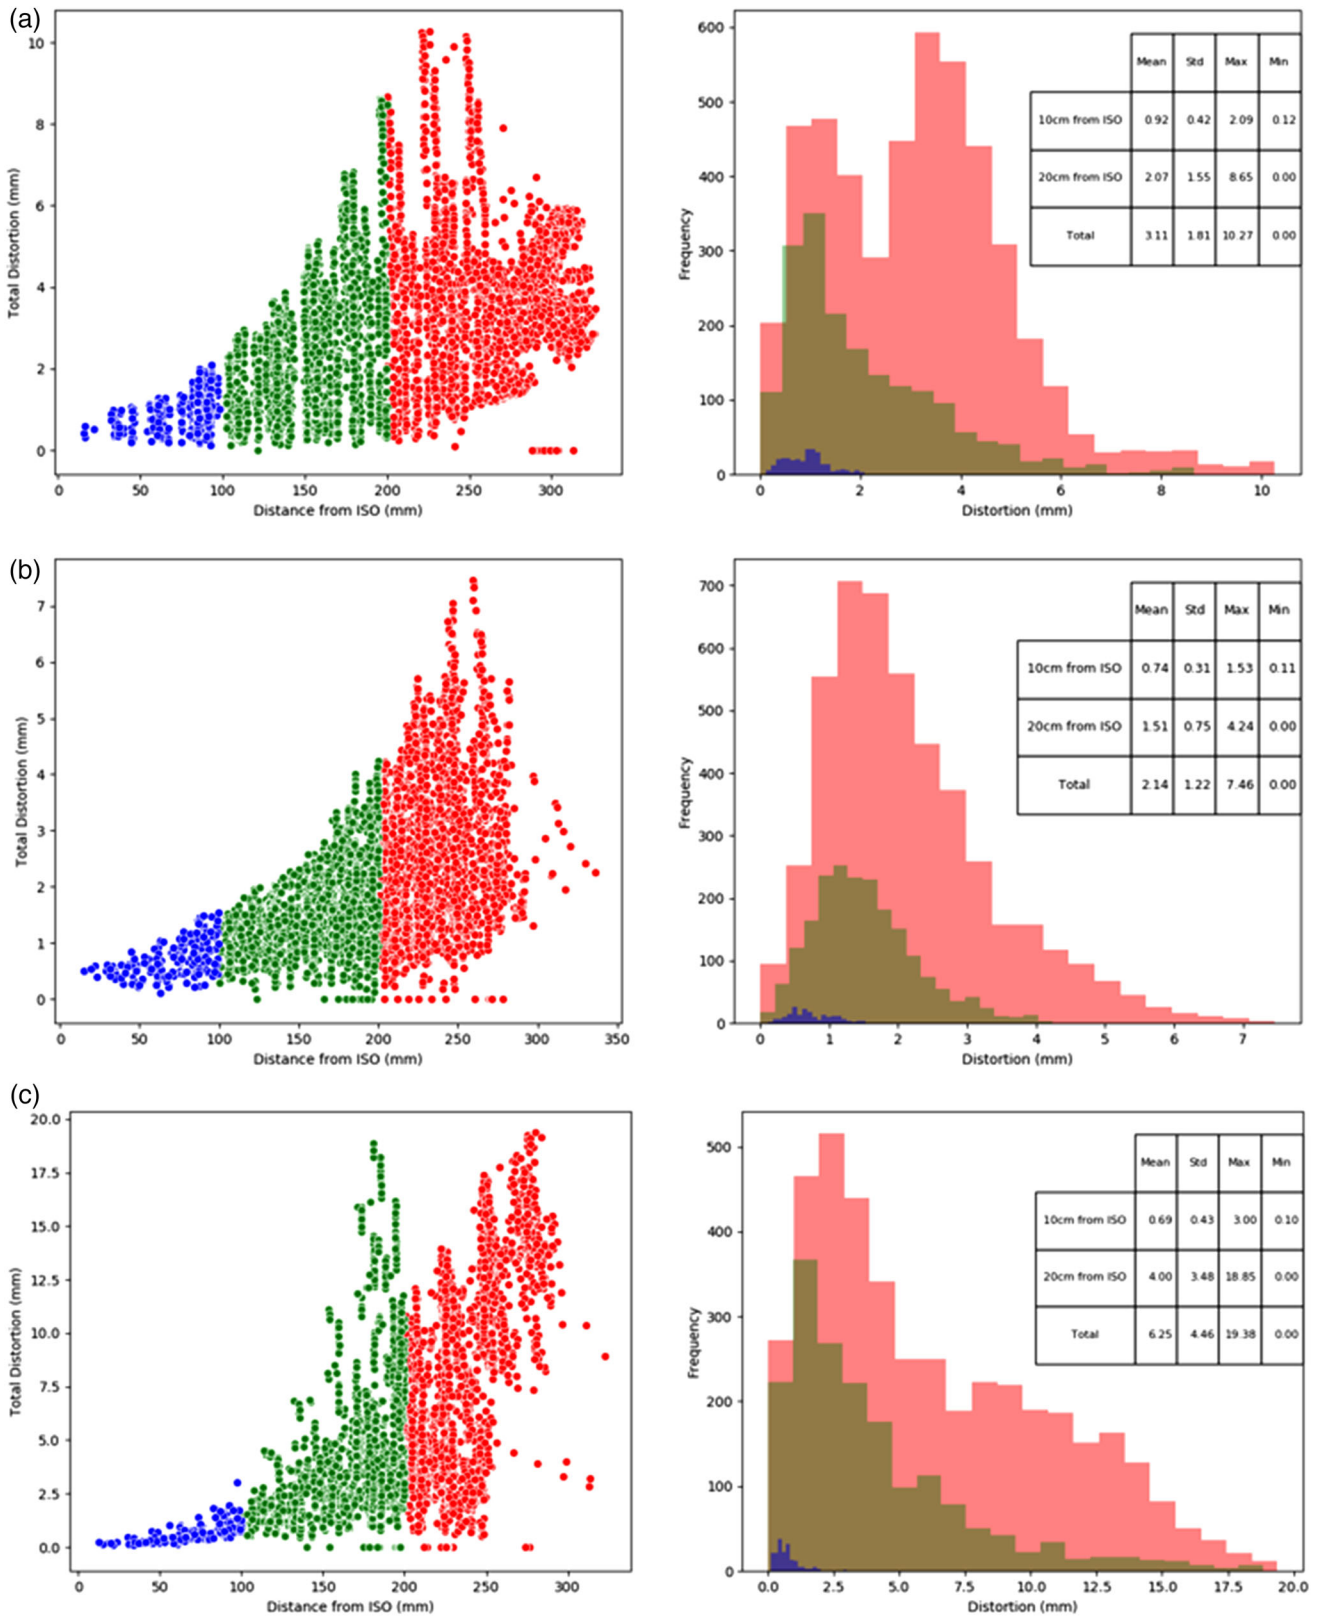 (a)
10
8
6
4
2
0
Total Distortion (mm)
0 50 100 150 200 250 300
Distance from ISO (mm)
600
500
400
300
200
100
0
Frequency
0 2 4 6 8 10
Distortion (mm)
Mean Std Max Min
10cm from ISO 0.92 0.42 2.09 0.12
20cm from ISO 2.07 1.55 8.65 0.00
Total 3.11 1.81 10.27 0.00
(b)
7
6
5
4
3
2
1
0
Total Distortion (mm)
0 50 100 150 200 250 300 350
Distance from ISO (mm)
700
600
500
400
300
200
100
0
Frequency
0 1 2 3 4 5 6 7
Distortion (mm)
Mean Std Max Min
10cm from ISO 0.74 0.31 1.53 0.11
20cm from ISO 1.51 0.75 4.24 0.00
Total 2.14 1.22 7.46 0.00
(c)
20.0
17.5
15.0
12.5
10.0
7.5
5.0
2.5
0.0
Total Distortion (mm)
0 50 100 150 200 250 300
Distance from ISO (mm)
500
400
300
200
100
0
Frequency
0.0 2.5 5.0 7.5 10.0 12.5 15.0 17.5 20.0
Distortion (mm)
Mean Std Max Min
10cm from ISO 0.69 0.43 3.00 0.10
20cm from ISO 4.00 3.48 18.85 0.00
Total 6.25 4.46 19.38 0.00